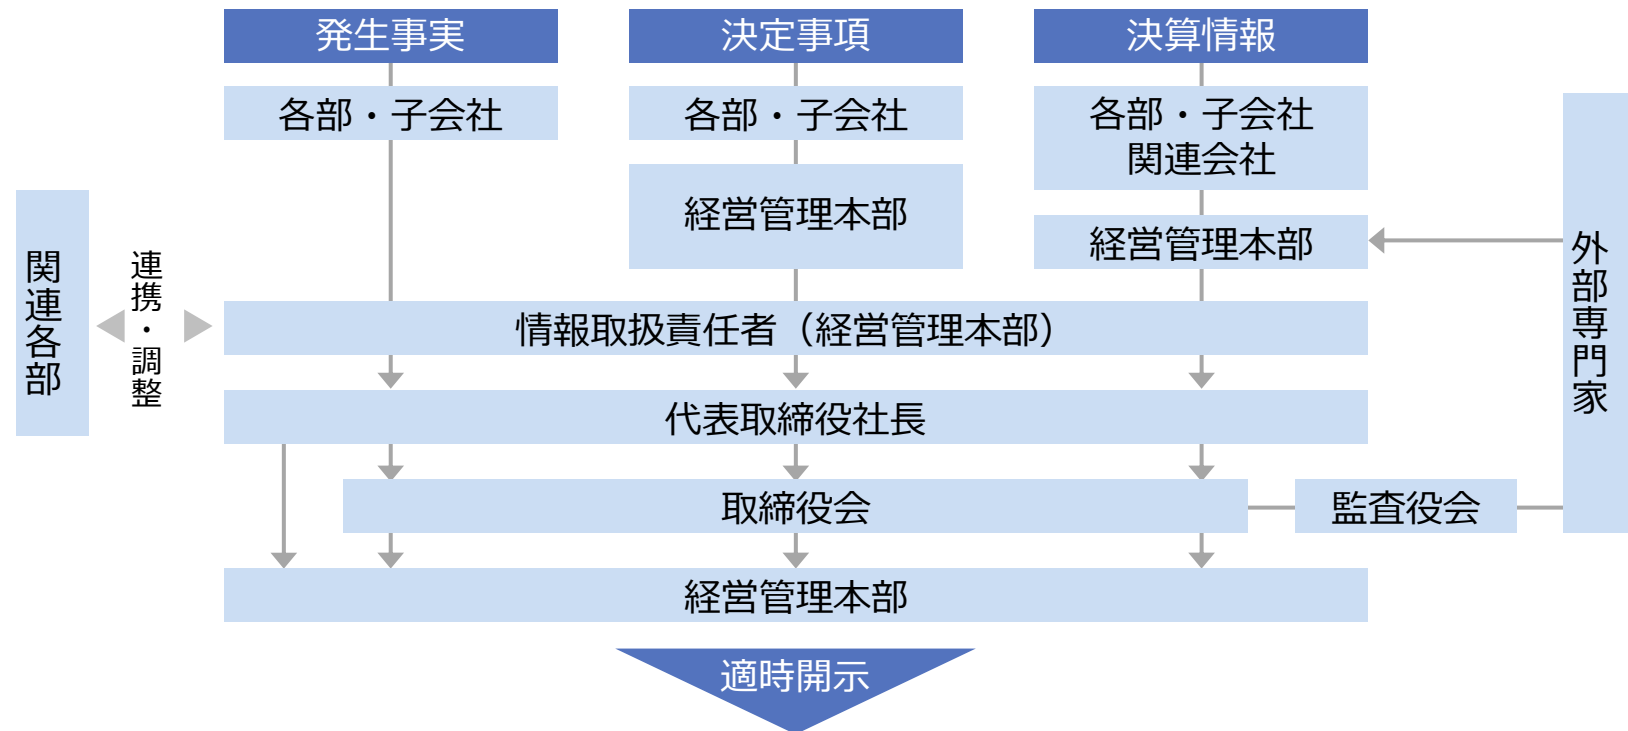 発生事実
決定事項
決算情報
各部・子会社
各部・子会社
各部・子会社
関連会社
経営管理本部
経営管理本部
関連各部
連携・調整
外部専門家
情報取扱責任者（経営管理本部）
代表取締役社長
取締役会
監査役会
経営管理本部
適時開示